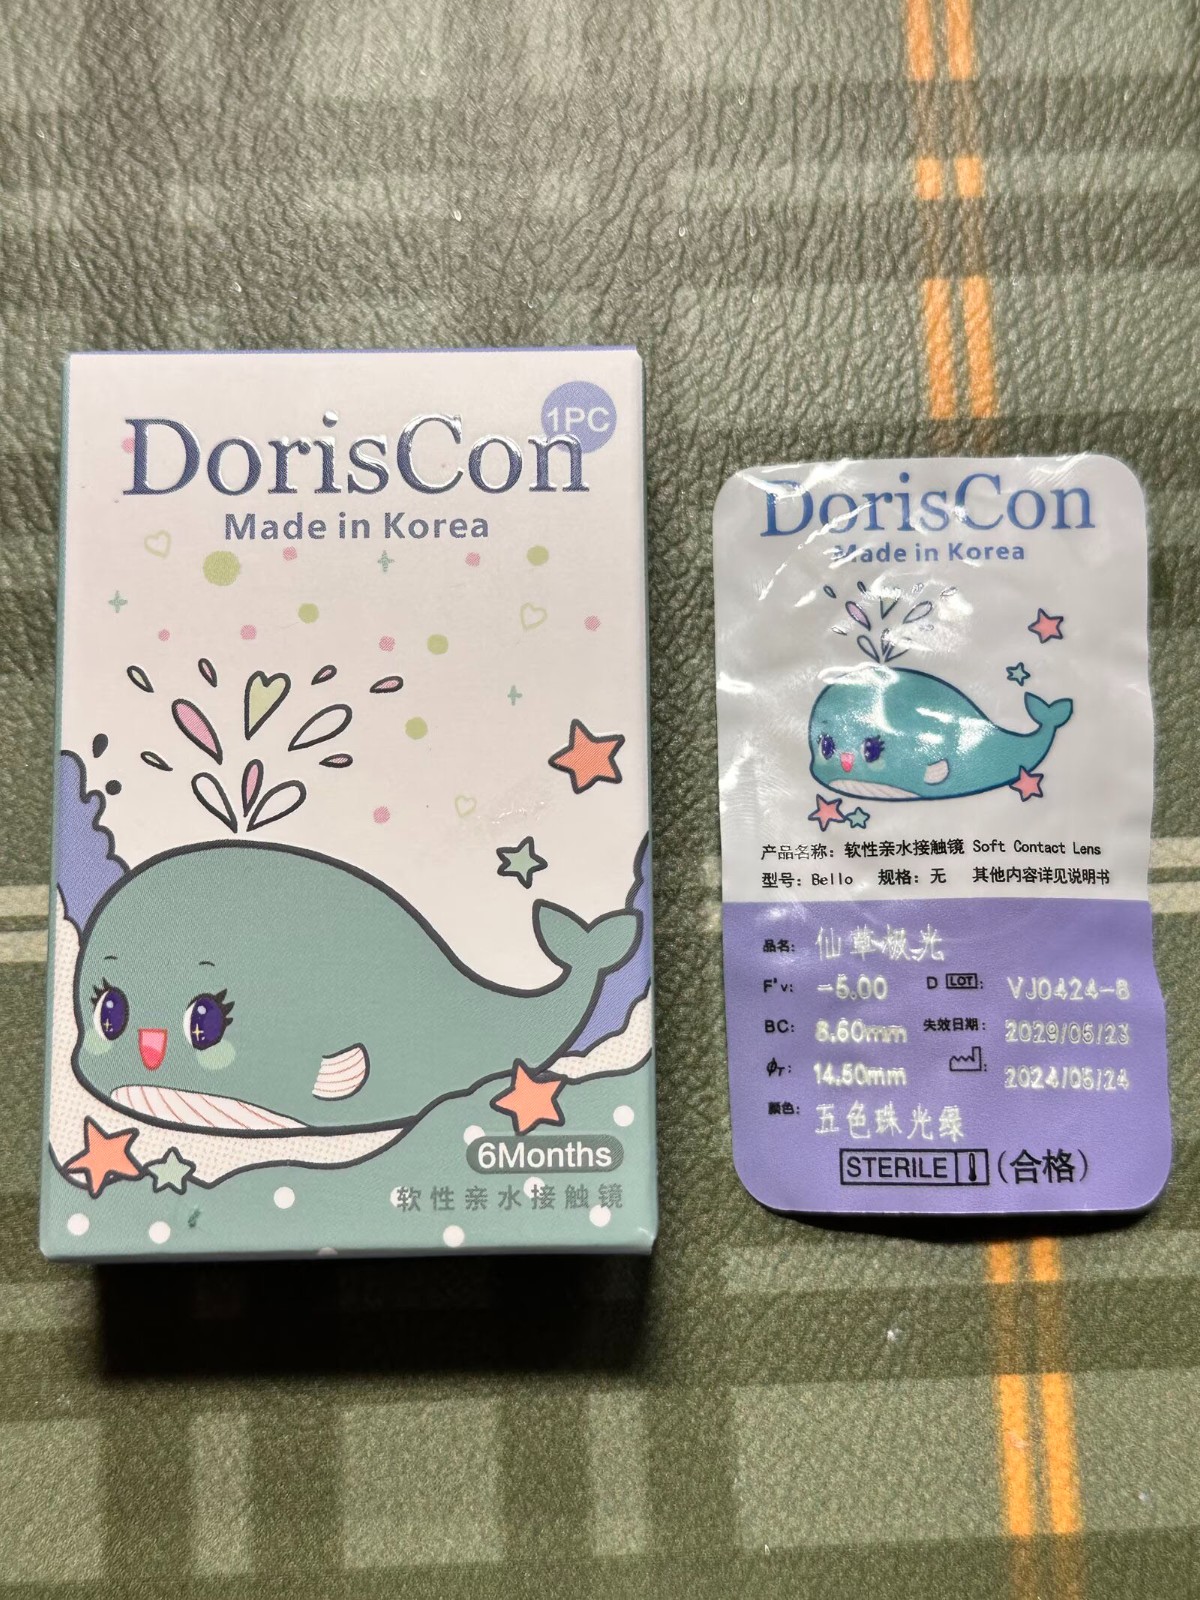 1PC
DorisCon
Made in Korea
6Months
软性亲水接触镜
DorisCon
Made in Korea
产品名称: 软性亲水接触镜 Soft Contact Lens
型号: Bello 规格: 无 其他内容详见说明书
品名: 仙草极光
F'v: -5.00 D LOT: VJ0424-8
BC: 8.60mm 失效日期: 2029/05/23
φT: 14.50mm : 2024/05/24
颜色: 五色珠光绿
STERILE (合格)